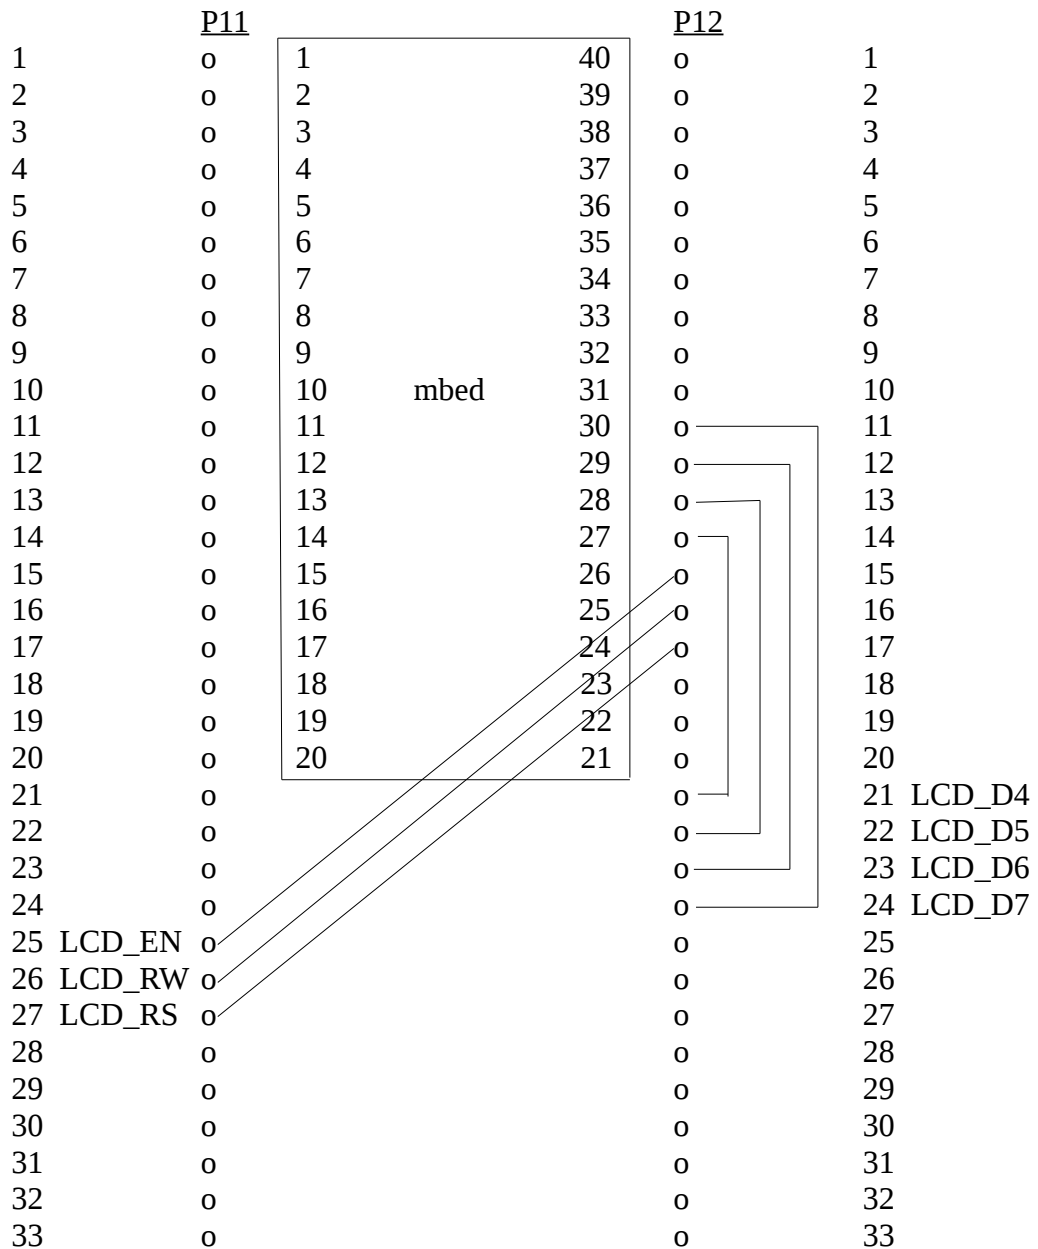 P11 P12
1 o 1 40 o 1
2 o 2 39 o 2
3 o 3 38 o 3
4 o 4 37 o 4
5 o 5 36 o 5
6 o 6 35 o 6
7 o 7 34 o 7
8 o 8 33 o 8
9 o 9 32 o 9
10 o 10 mbed 31 o 10
11 o 11 30 o 11
12 o 12 29 o 12
13 o 13 28 o 13
14 o 14 27 o 14
15 o 15 26 o 15
16 o 16 25 o 16
17 o 17 24 o 17
18 o 18 23 o 18
19 o 19 22 o 19
20 o 20 21 o 20
21 o o 21 LCD_D4
22 o o 22 LCD_D5
23 o o 23 LCD_D6
24 o o 24 LCD_D7
25 LCD_EN o o 25
26 LCD_RW o o 26
27 LCD_RS o o 27
28 o o 28
29 o o 29
30 o o 30
31 o o 31
32 o o 32
33 o o 33